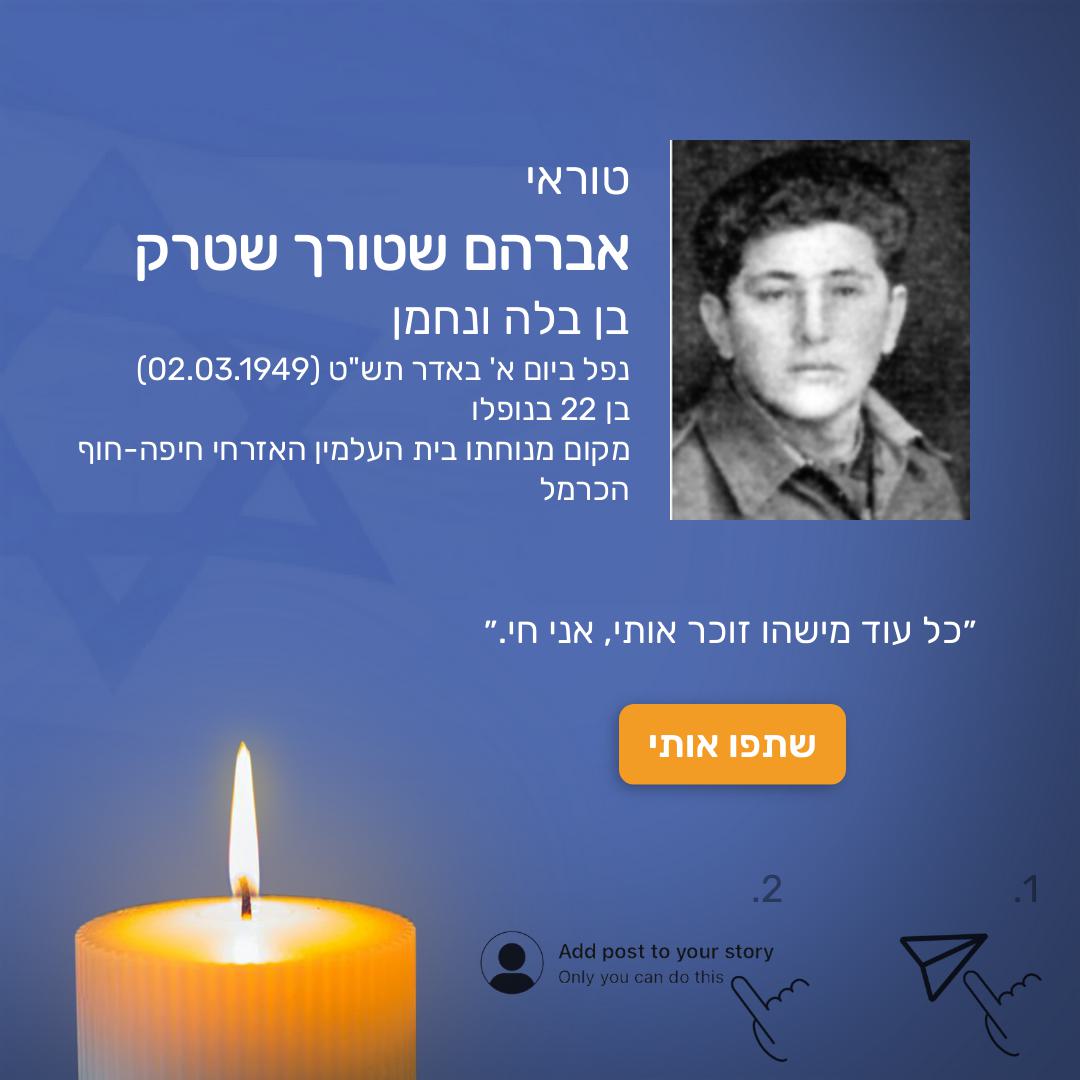 טוראי
אברהם שטורך שטרק
בן בלה ונחמן
נפל ביום א' באדר תש"ט (02.03.1949)
בן 22 בנופלו
מקום מנוחתו בית העלמין האזרחי חיפה-חוף
הכרמל
״כל עוד מישהו זוכר אותי, אני חי.״
שתפו אותי
.1
.2
Add post to your story
Only you can do this